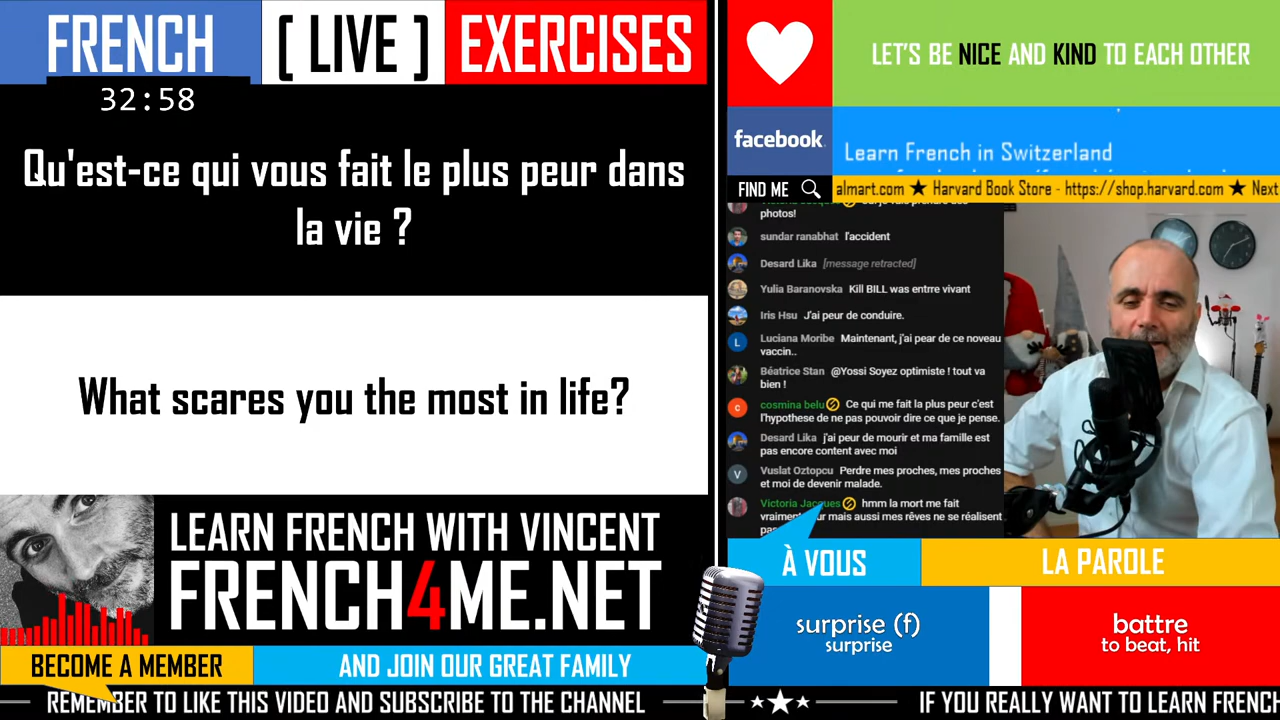 FRENCH [ LIVE ] EXERCISES
32:58
Qu'est-ce qui vous fait le plus peur dans
la vie ?
What scares you the most in life?
LEARN FRENCH WITH VINCENT
FRENCH4ME.NET
BECOME A MEMBER
AND JOIN OUR GREAT FAMILY
REMEMBER TO LIKE THIS VIDEO AND SUBSCRIBE TO THE CHANNEL
LET'S BE NICE AND KIND TO EACH OTHER
facebook.
Learn French in Switzerland
FIND ME
almart.com ★ Harvard Book Store - https://shop.harvard.com ★ Next
photos!
sundar ranabhat l'accident
Desard Lika [message retracted]
Yulia Baranovska Kill BILL was entrre vivant
Iris Hsu J'ai peur de conduire.
L Luciana Moribe Maintenant, j'ai pear de ce noveau
vaccin..
Béatrice Stan @Yossi Soyez optimiste ! tout va
bien !
c cosmina belu Ce qui me fait la plus peur c'est
l'hypothese de ne pas pouvoir dire ce que je pense.
Desard Lika j'ai peur de mourir et ma famille est
pas encore content avec moi
V Vuslat Oztopcu Perdre mes proches, mes proches
et moi de devenir malade.
Victoria Jacques hmm la mort me fait
mais aussi mes rêves ne se réalisent
À VOUS
LA PAROLE
surprise (f)
surprise
battre
to beat, hit
IF YOU REALLY WANT TO LEARN FRENCH